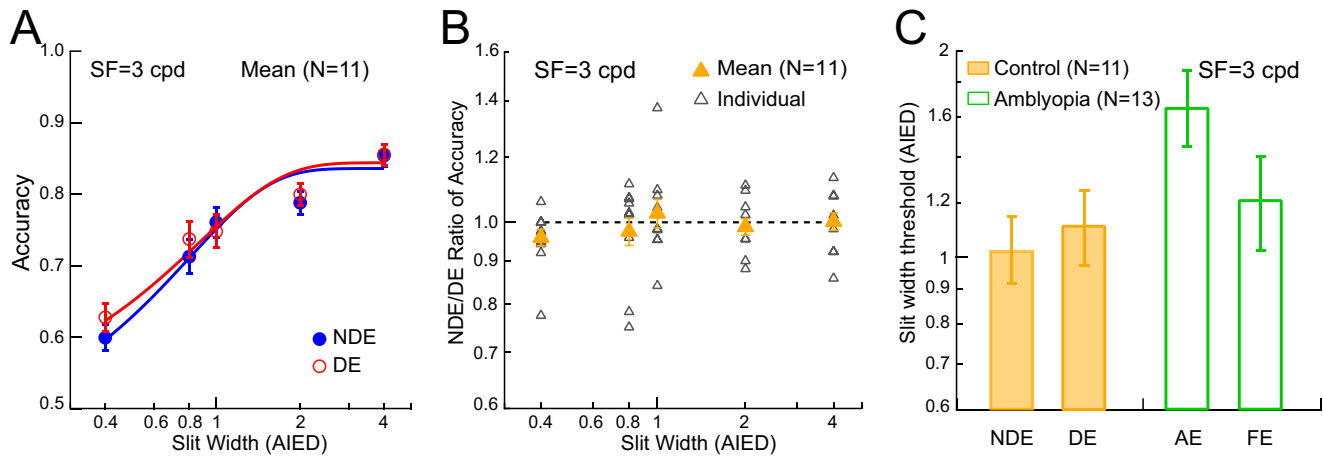 A
SF=3 cpd Mean (N=11)
Accuracy
1.0
0.9
0.8
0.7
0.6
0.5
NDE
DE
0.4 0.6 0.8 1 2 4
Slit Width (AIED)
B
SF=3 cpd
Mean (N=11)
Individual
NDE/DE Ratio of Accuracy
1.6
1.4
1.2
1.0
0.9
0.8
0.7
0.6
0.4 0.6 0.8 1 2 4
Slit Width (AIED)
C
Control (N=11) SF=3 cpd
Amblyopia (N=13)
Slit width threshold (AIED)
2
1.6
1.2
1
0.9
0.8
0.7
0.6
NDE DE AE FE